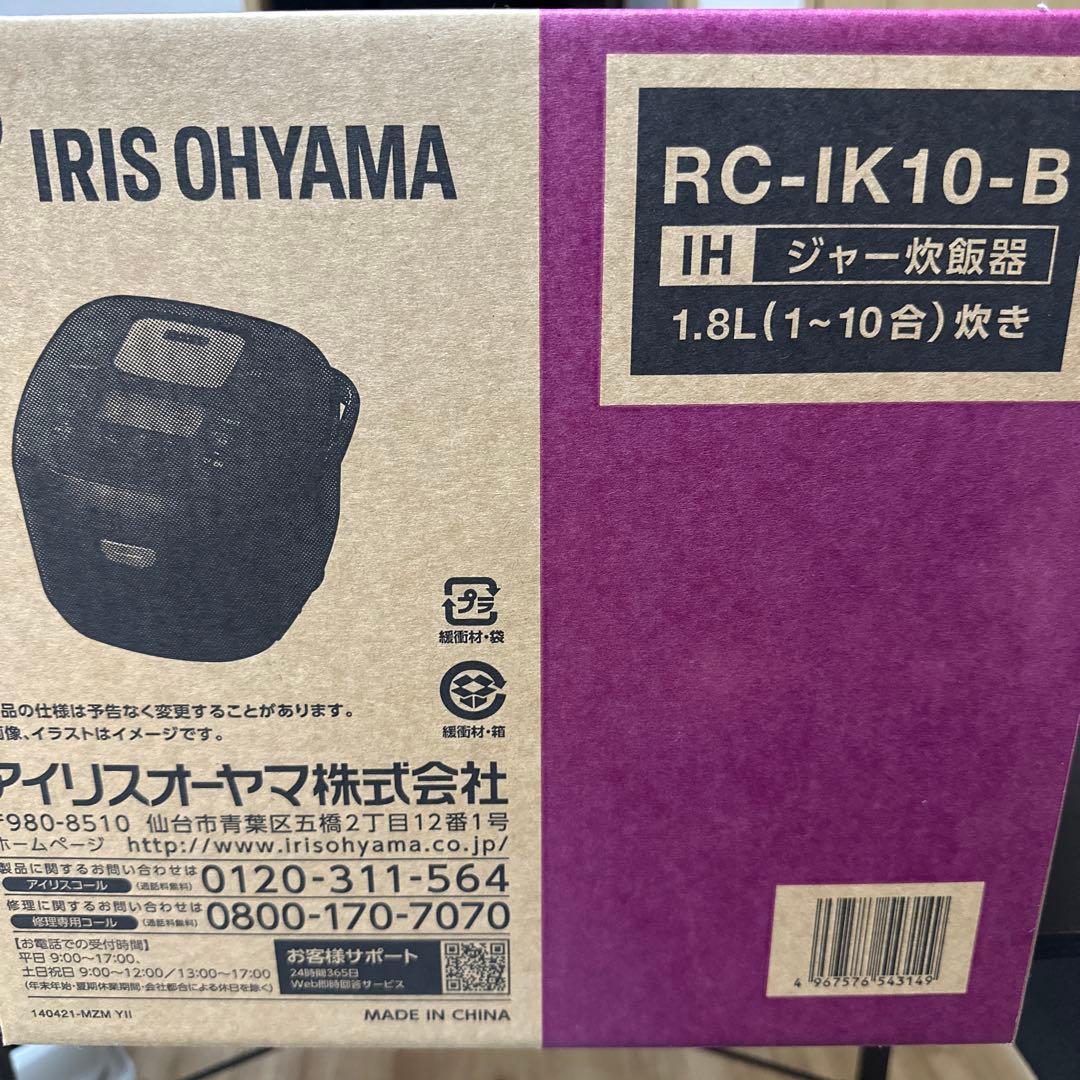 IRIS OHYAMA
RC-IK10-B
IH ジャー炊飯器
1.8L(1~10合)炊き
プラ
緩衝材・袋
緩衝材・箱
品の仕様は予告なく変更することがあります。
像、イラストはイメージです。
アイリスオーヤマ株式会社
〒980-8510 仙台市青葉区五橋2丁目12番1号
ホームページ http://www.irisohyama.co.jp/
製品に関するお問い合わせは
アイリスコール (通話料無料) 0120-311-564
修理に関するお問い合わせは
修理専用コール (通話料無料) 0800-170-7070
【お電話での受付時間】
平日 9:00~17:00、
土日祝日 9:00~12:00/13:00~17:00
(年末年始・夏期休業期間・会社都合による休日を除く)
お客様サポート
24時間365日
Web即時回答サービス
140421-MZM YII
MADE IN CHINA
4 967576 543149